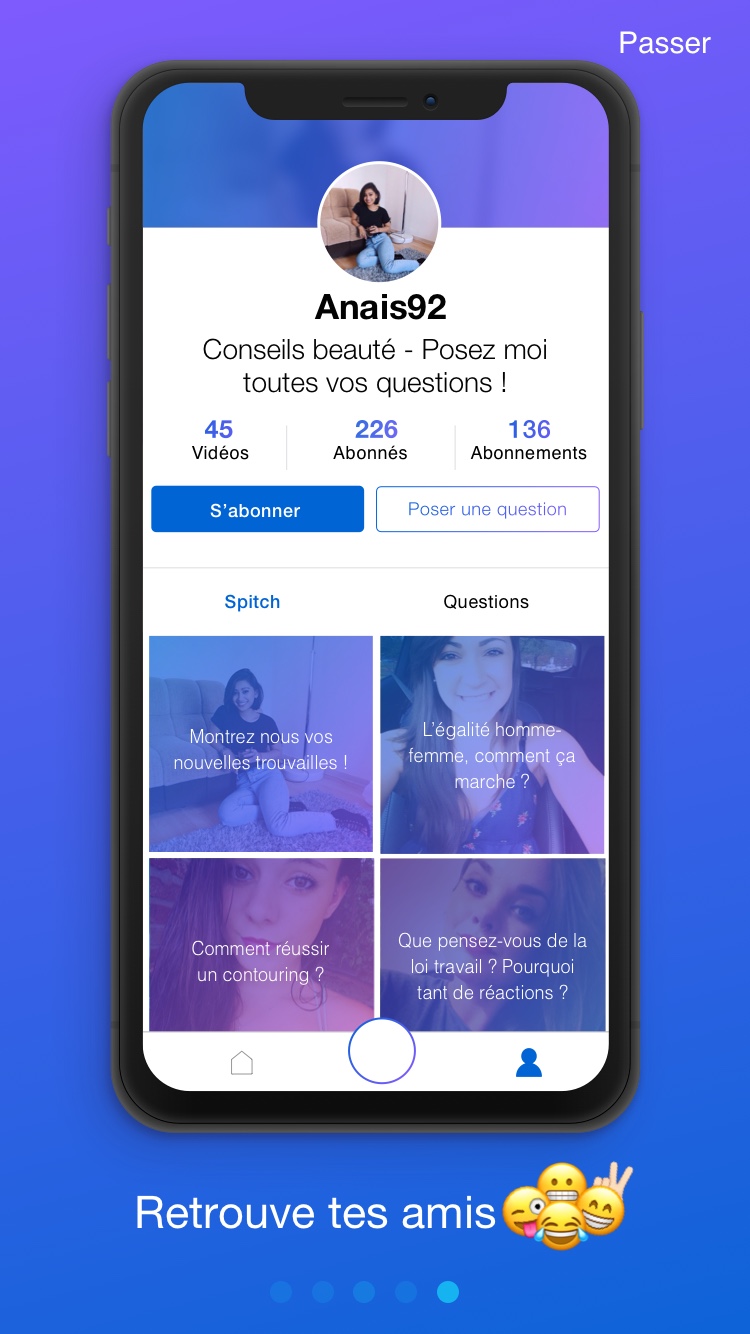 Passer
Anais92
Conseils beauté - Posez moi
toutes vos questions !
45
226
136
Vidéos
Abonnés
Abonnements
S'abonner
Poser une question
Spitch
Questions
Montrez nous vos
nouvelles trouvailles !
L'égalité homme-
femme, comment ça
marche ?
Comment réussir
un contouring ?
Que pensez-vous de la
loi travail ? Pourquoi
tant de réactions ?
Retrouve tes amis